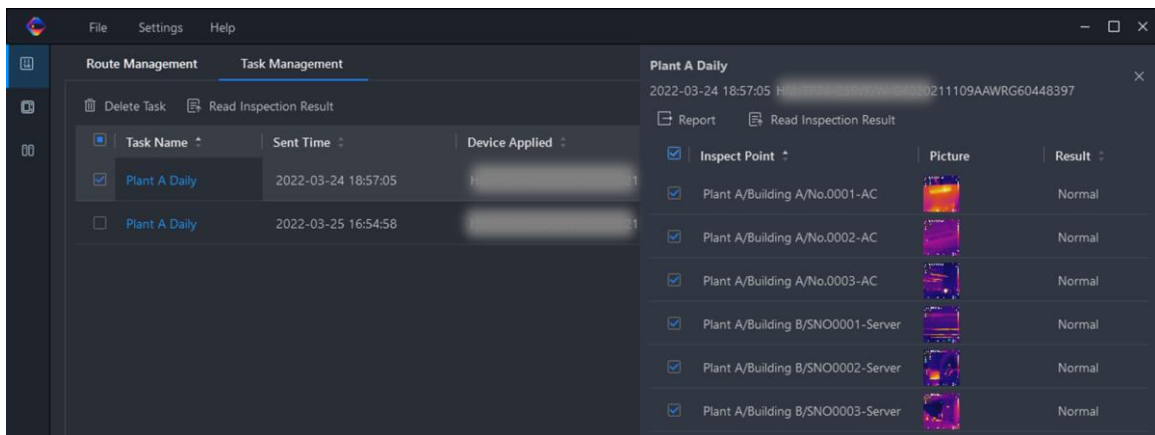 File Settings Help
Route Management Task Management
Delete Task Read Inspection Result
Task Name Sent Time Device Applied
Plant A Daily 2022-03-24 18:57:05
Plant A Daily 2022-03-25 16:54:58
Plant A Daily
2022-03-24 18:57:05 20211109AAWRG60448397
Report Read Inspection Result
Inspect Point Picture Result
Plant A/Building A/No.0001-AC Normal
Plant A/Building A/No.0002-AC Normal
Plant A/Building A/No.0003-AC Normal
Plant A/Building B/SNO0001-Server Normal
Plant A/Building B/SNO0002-Server Normal
Plant A/Building B/SNO0003-Server Normal